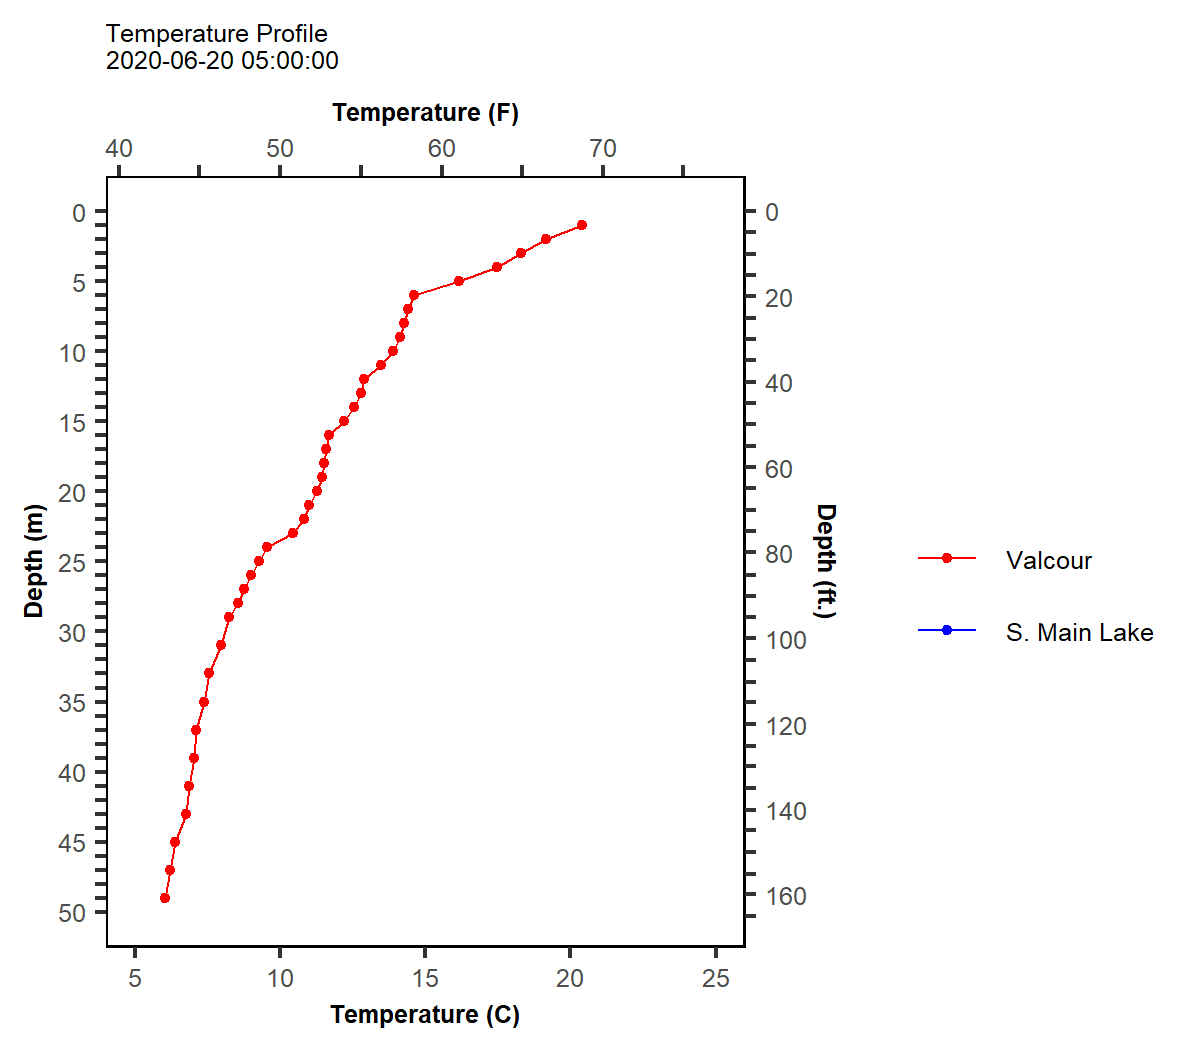 Temperature Profile
2020-06-20 05:00:00
Temperature (F)
40 50 60 70
0 5 10 15 20 25 30 35 40 45 50
Depth (m)
0 20 40 60 80 100 120 140 160
Depth (ft.)
Valcour
S. Main Lake
5 10 15 20 25
Temperature (C)